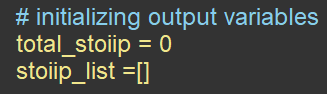 # initializing output variables
total_stoiip = 0
stoiip_list =[]